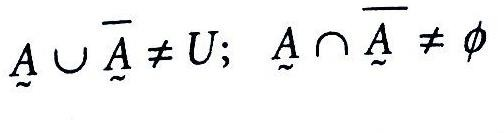 A̰ ∪ A̰̅ ≠ U; A̰ ∩ A̰̅ ≠ ϕ